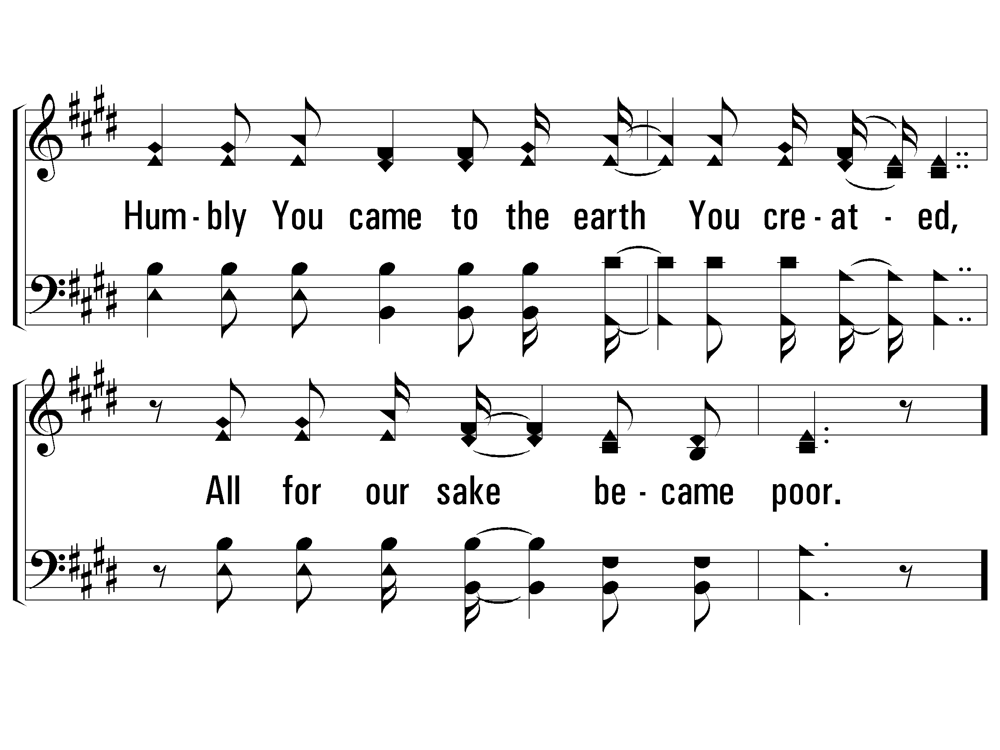 Hum - bly You came to the earth You cre - at - ed,
All for our sake be - came poor.